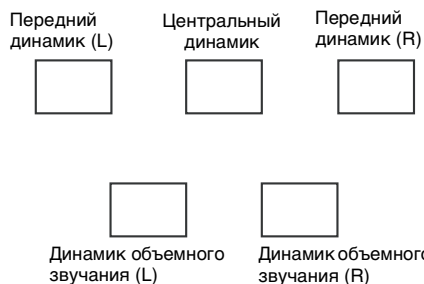 Передний
динамик (L)
Центральный
динамик
Передний
динамик (R)
Динамик объемного
звучания (L)
Динамик объемного
звучания (R)